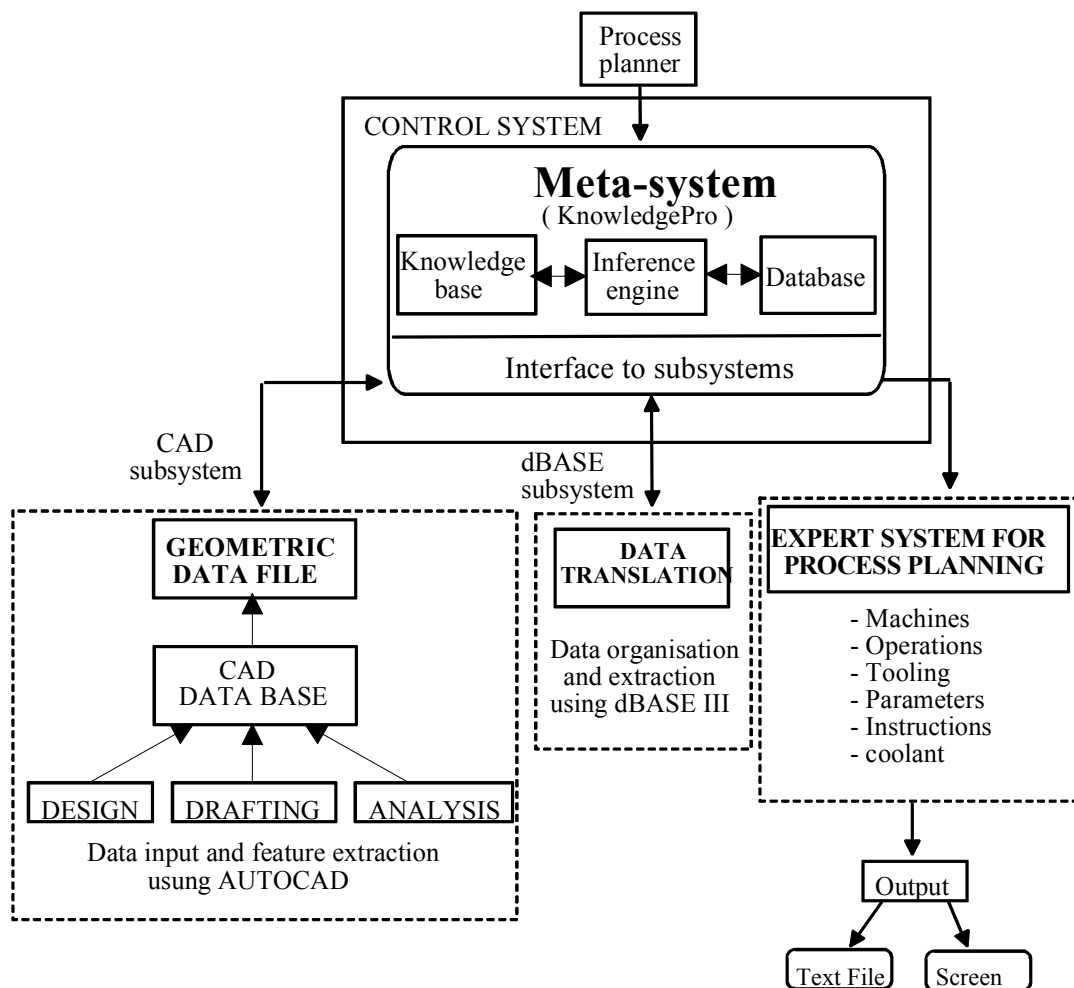 Process
planner
CONTROL SYSTEM
Meta-system
( KnowledgePro )
Knowledge
base
Inference
engine
Database
Interface to subsystems
CAD
subsystem
dBASE
subsystem
GEOMETRIC
DATA FILE
CAD
DATA BASE
DESIGN
DRAFTING
ANALYSIS
Data input and feature extraction
usung AUTOCAD
DATA
TRANSLATION
Data organisation
and extraction
using dBASE III
EXPERT SYSTEM FOR
PROCESS PLANNING
- Machines
- Operations
- Tooling
- Parameters
- Instructions
- coolant
Output
Text File
Screen